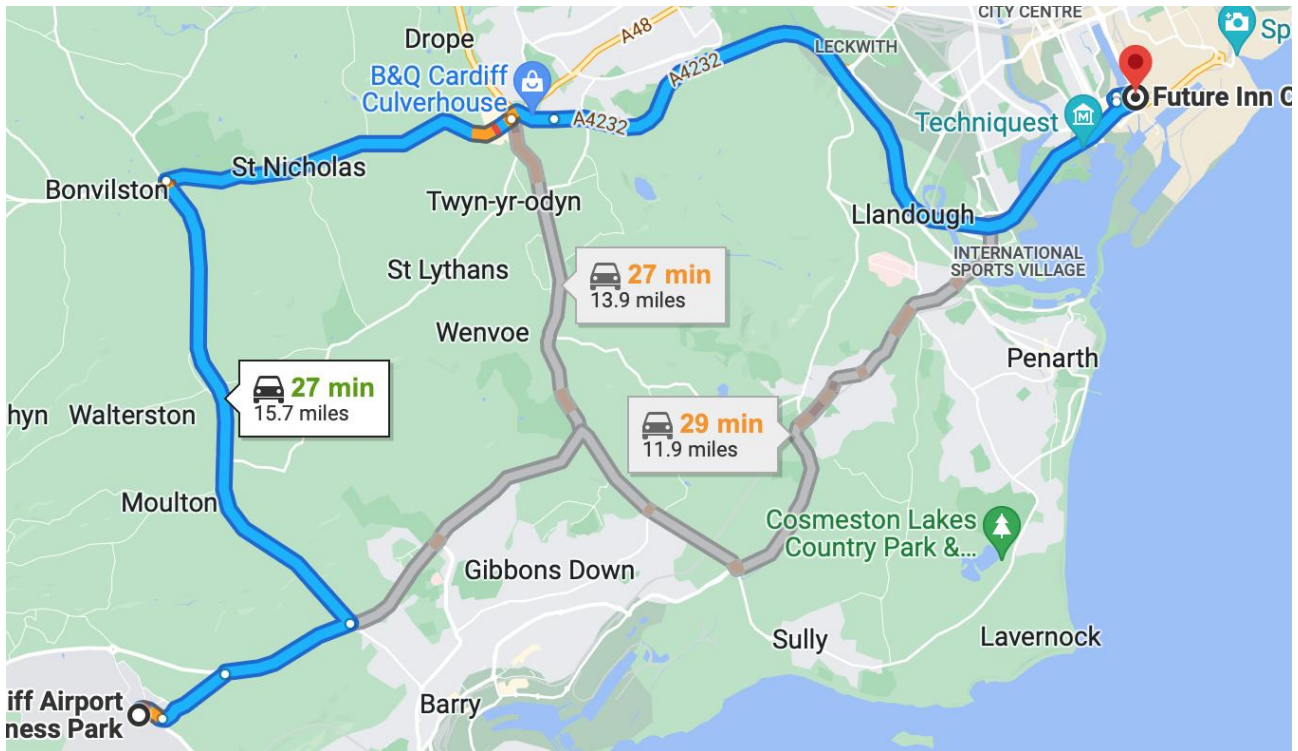 CITY CENTRE
Sp
Drope
A48
LECKWITH
A4232
B&Q Cardiff
Culverhouse
A4232
Future Inn C
Techniquest
St Nicholas
Bonvilston
Twyn-yr-odyn
Llandough
INTERNATIONAL
SPORTS VILLAGE
St Lythans
27 min
13.9 miles
Wenvoe
Penarth
27 min
15.7 miles
hyn
Walterston
29 min
11.9 miles
Moulton
Cosmeston Lakes
Country Park &...
Gibbons Down
Sully
Lavernock
iff Airport
ness Park
Barry